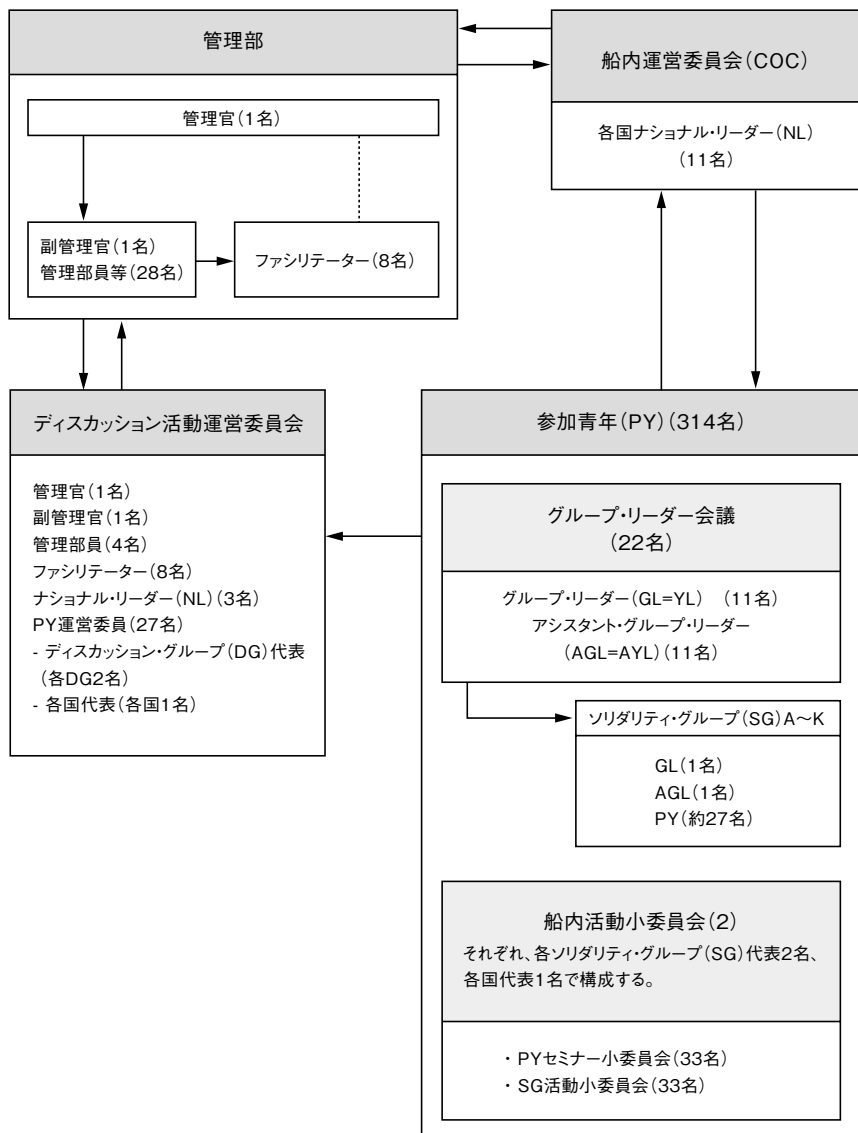 管理部
管理官(1名)
副管理官(1名)
管理部員等(28名)
ファシリテーター(8名)
船内運営委員会(COC)
各国ナショナル・リーダー(NL)
(11名)
ディスカッション活動運営委員会
管理官(1名)
副管理官(1名)
管理部員(4名)
ファシリテーター(8名)
ナショナル・リーダー(NL)(3名)
PY運営委員(27名)
- ディスカッション・グループ(DG)代表
(各DG2名)
- 各国代表(各国1名)
参加青年(PY)(314名)
グループ・リーダー会議
(22名)
グループ・リーダー(GL=YL) (11名)
アシスタント・グループ・リーダー
(AGL=AYL)(11名)
ソリダリティ・グループ(SG)A～K
GL(1名)
AGL(1名)
PY(約27名)
船内活動小委員会(2)
それぞれ、各ソリダリティ・グループ(SG)代表2名、
各国代表1名で構成する。
・PYセミナー小委員会(33名)
・SG活動小委員会(33名)